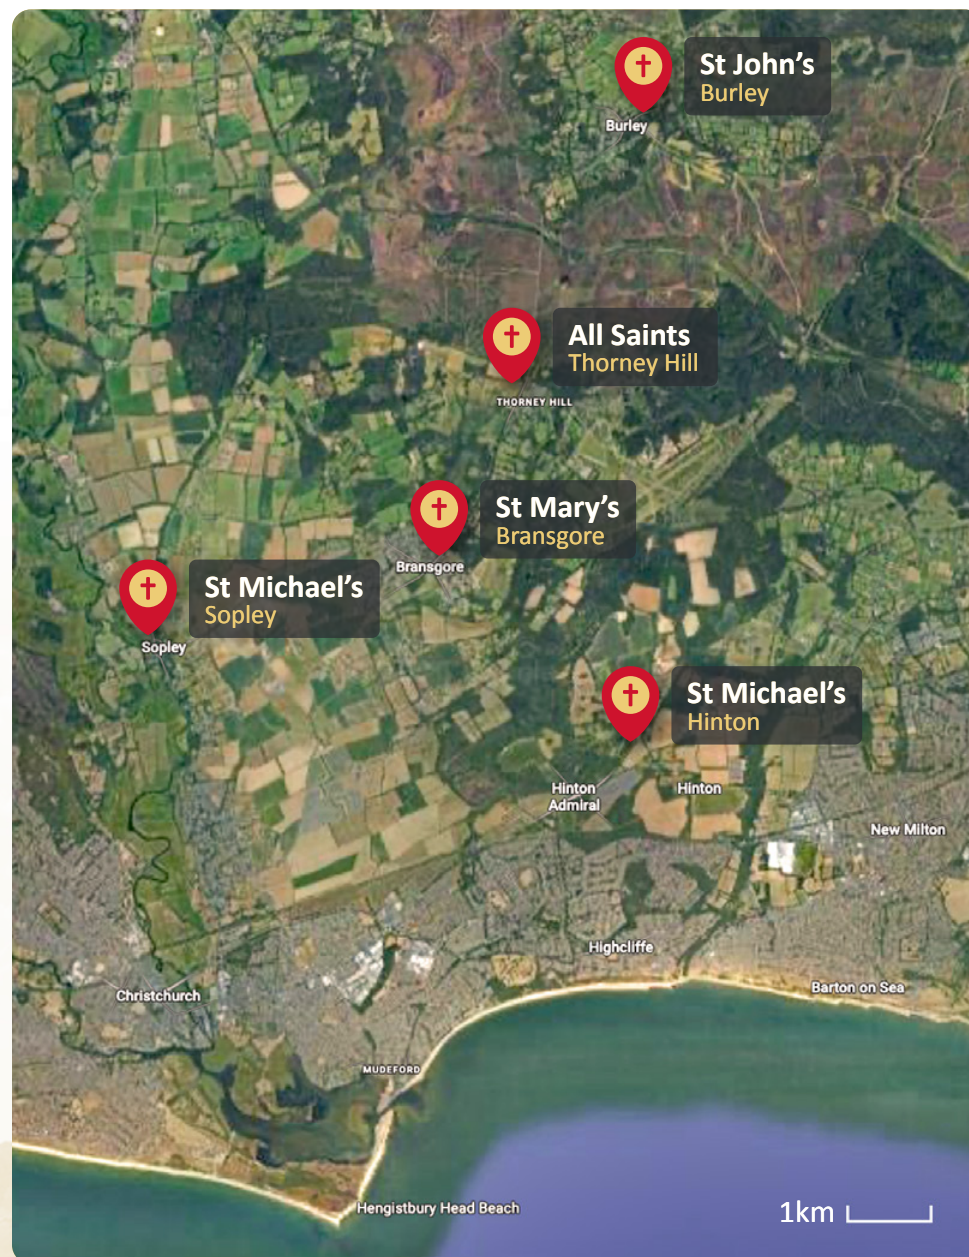 St John’s
Burley
Burley
All Saints
Thorney Hill
THORNEY HILL
St Mary’s
Bransgore
Bransgore
St Michael’s
Sopley
Sopley
St Michael’s
Hinton
Hinton
Admiral
Hinton
New Milton
Highcliffe
Barton on Sea
Christchurch
MUDEFORD
Hengistbury Head Beach
1km